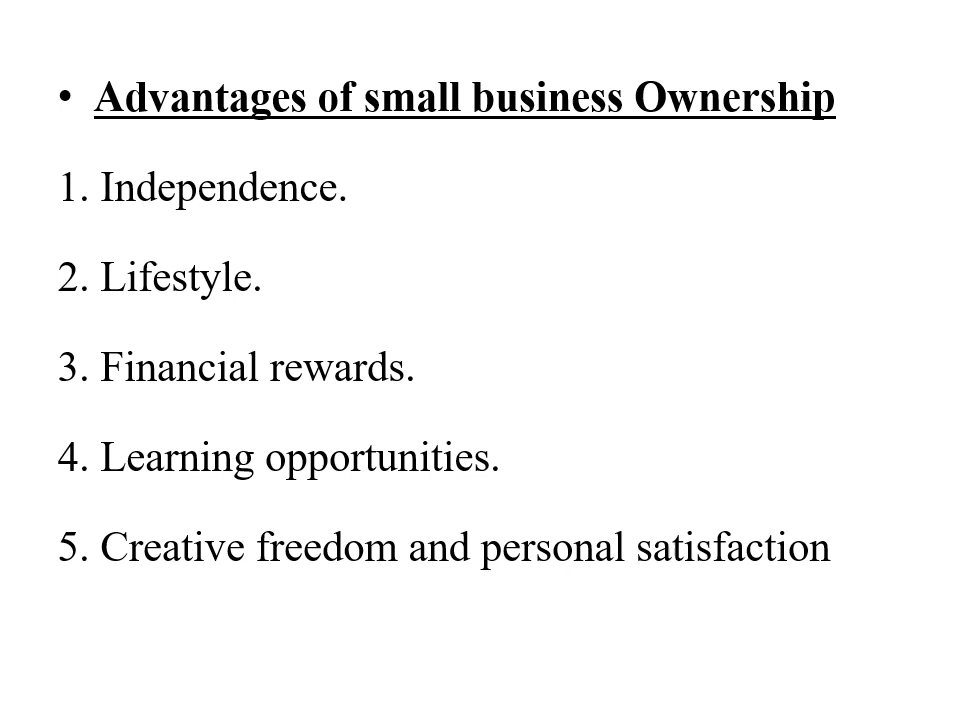 • Advantages of small business Ownership
1. Independence.
2. Lifestyle.
3. Financial rewards.
4. Learning opportunities.
5. Creative freedom and personal satisfaction